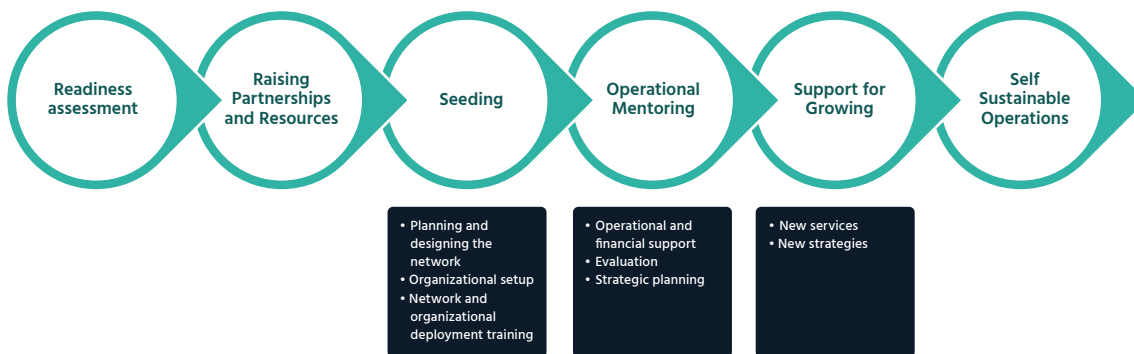 Readiness
assessment
Raising
Partnerships
and Resources
Seeding
Operational
Mentoring
Support for
Growing
Self
Sustainable
Operations
• Planning and
designing the
network
• Organizational setup
• Network and
organizational
deployment training
• Operational and
financial support
• Evaluation
• Strategic planning
• New services
• New strategies